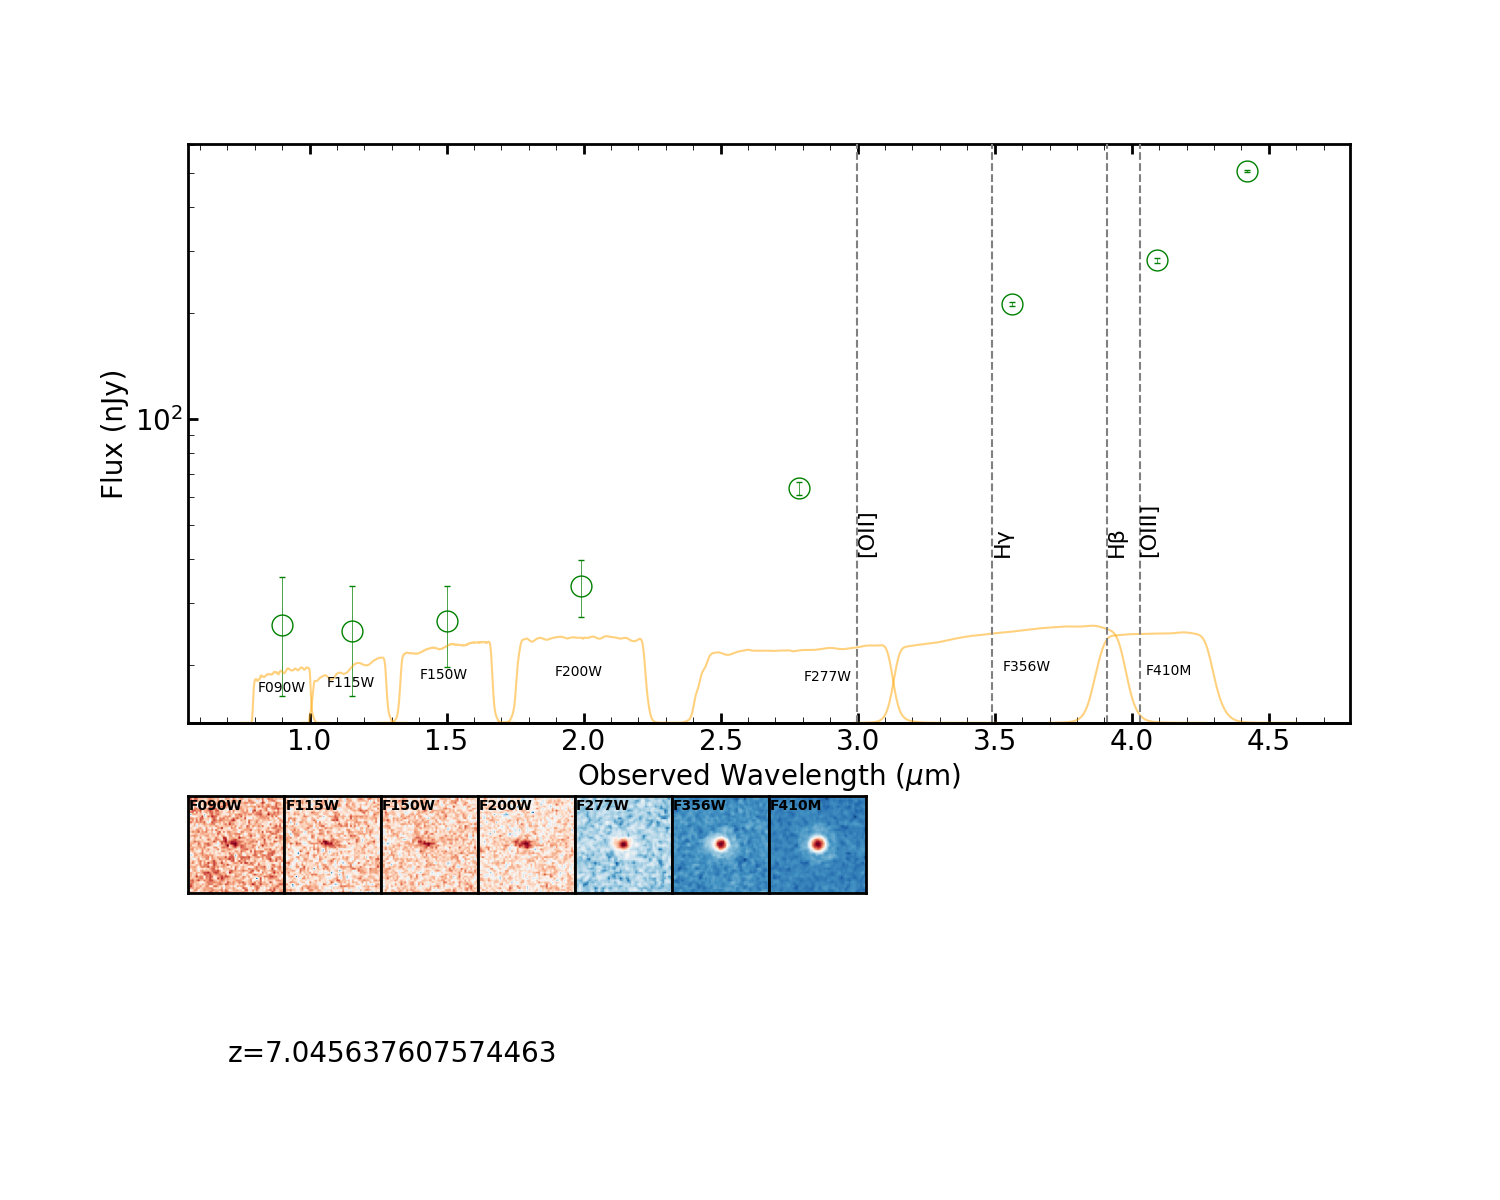 Flux (nJy)
10²
[OII]
Hγ
Hβ
[OIII]
F090W
F115W
F150W
F200W
F277W
F356W
F410M
1.0 1.5 2.0 2.5 3.0 3.5 4.0 4.5
Observed Wavelength (μm)
F090W F115W F150W F200W F277W F356W F410M
z=7.045637607574463